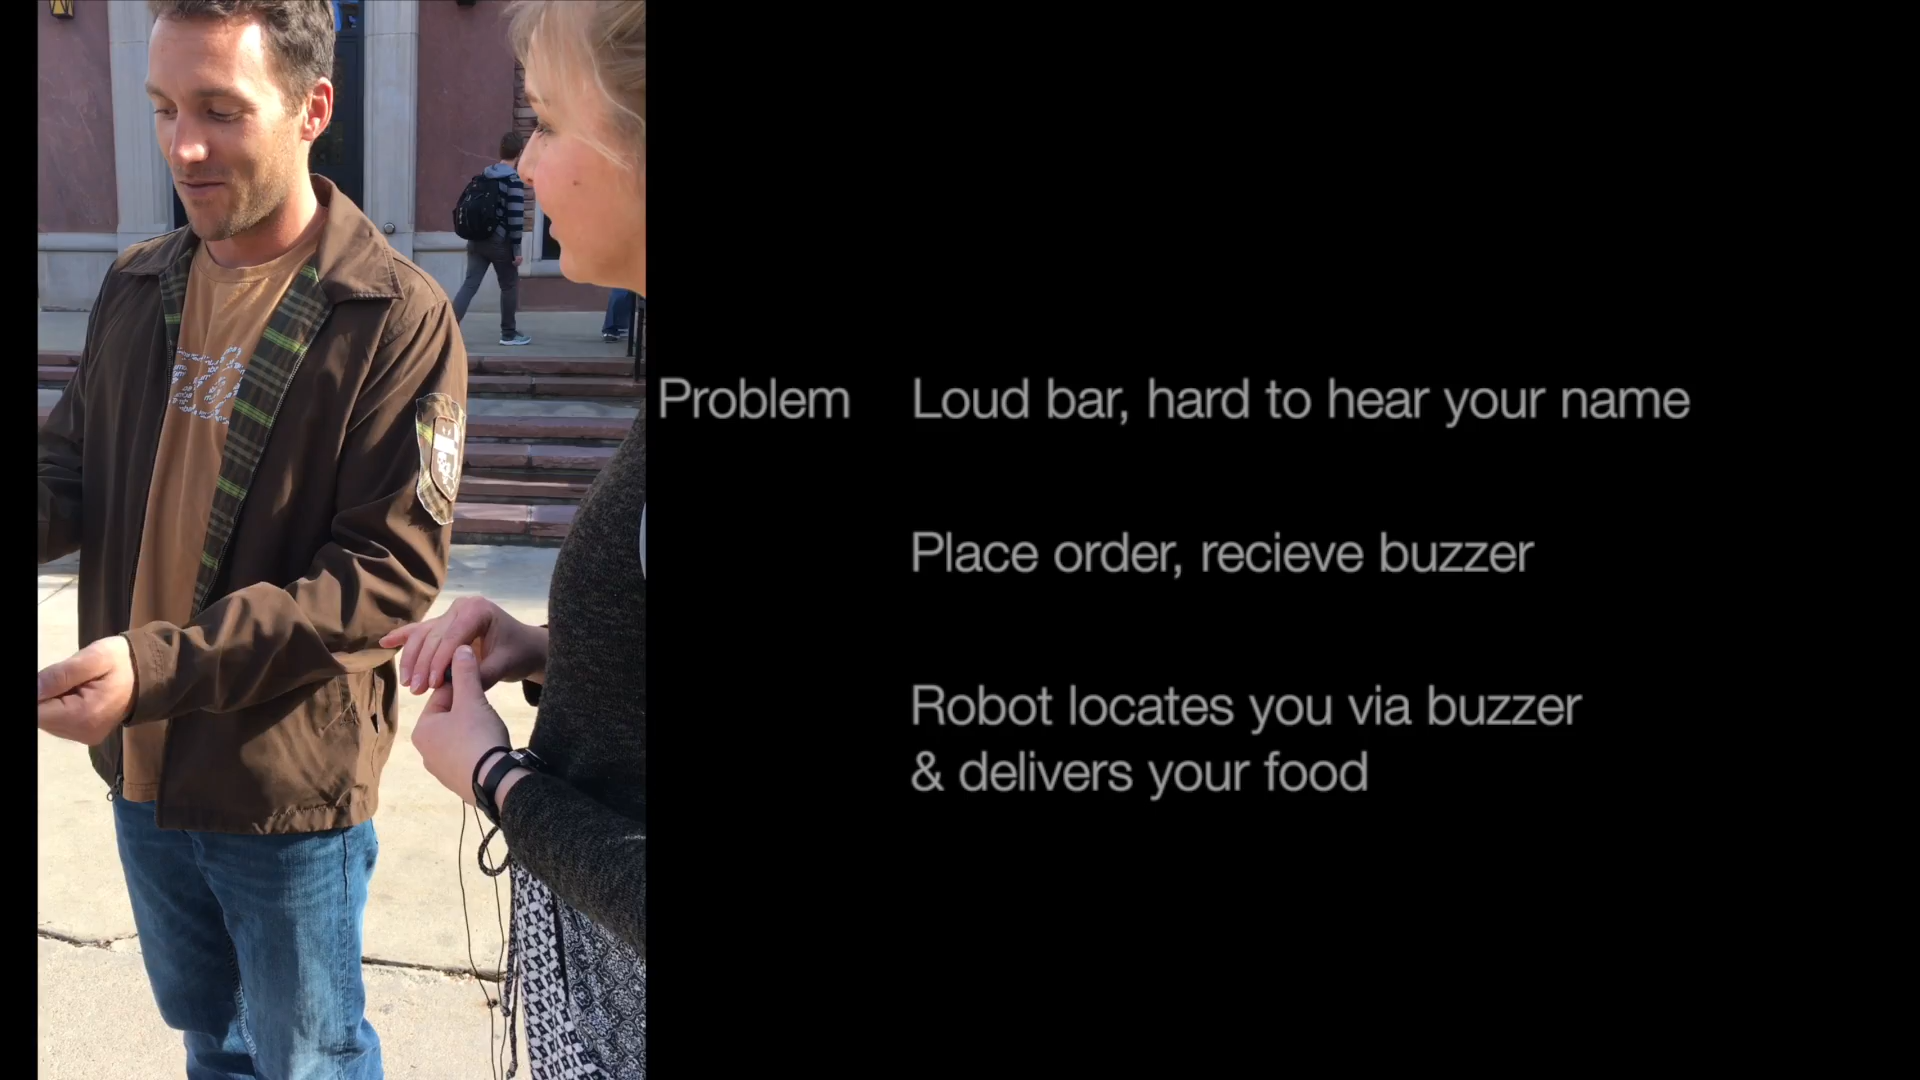 Problem Loud bar, hard to hear your name
Place order, recieve buzzer
Robot locates you via buzzer
& delivers your food